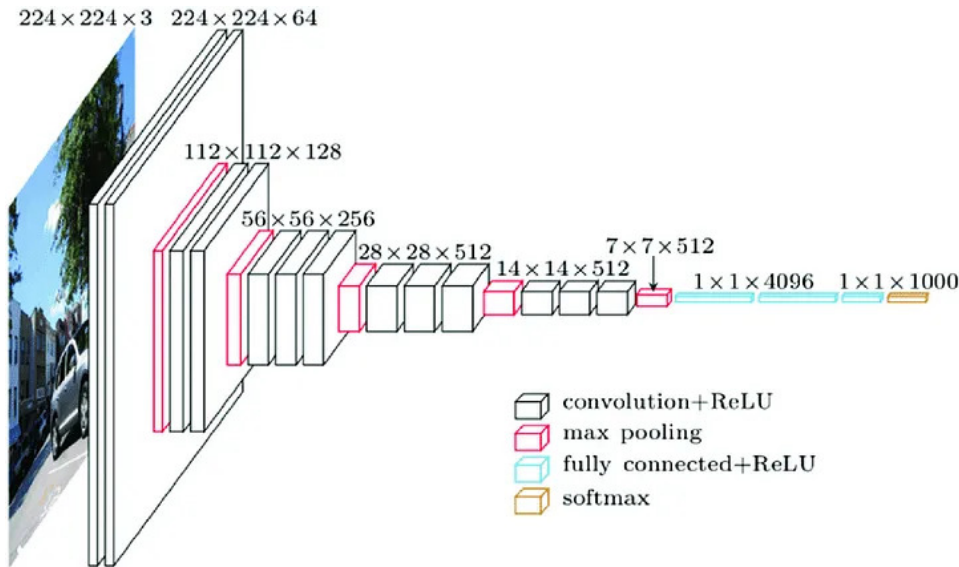 224×224×3
224×224×64
112×112×128
56×56×256
28×28×512
14×14×512
7×7×512
1×1×4096
1×1×1000
convolution+ReLU
max pooling
fully connected+ReLU
softmax